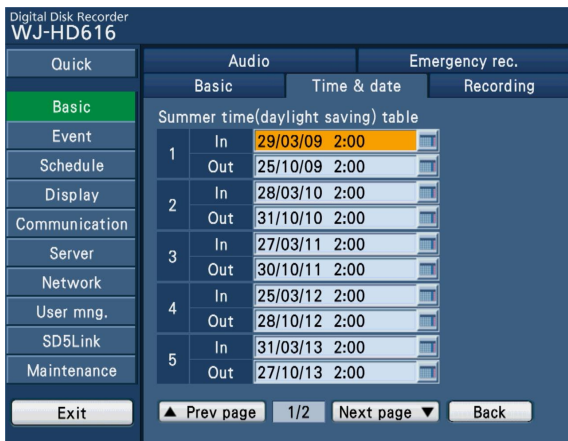 Digital Disk Recorder
WJ-HD616
Quick
Basic
Event
Schedule
Display
Communication
Server
Network
User mng.
SD5Link
Maintenance
Exit
Audio Emergency rec.
Basic Time & date Recording
Summer time(daylight saving) table
1 In 29/03/09 2:00
Out 25/10/09 2:00
2 In 28/03/10 2:00
Out 31/10/10 2:00
3 In 27/03/11 2:00
Out 30/10/11 2:00
4 In 25/03/12 2:00
Out 28/10/12 2:00
5 In 31/03/13 2:00
Out 27/10/13 2:00
▲ Prev page 1/2 Next page ▼ Back